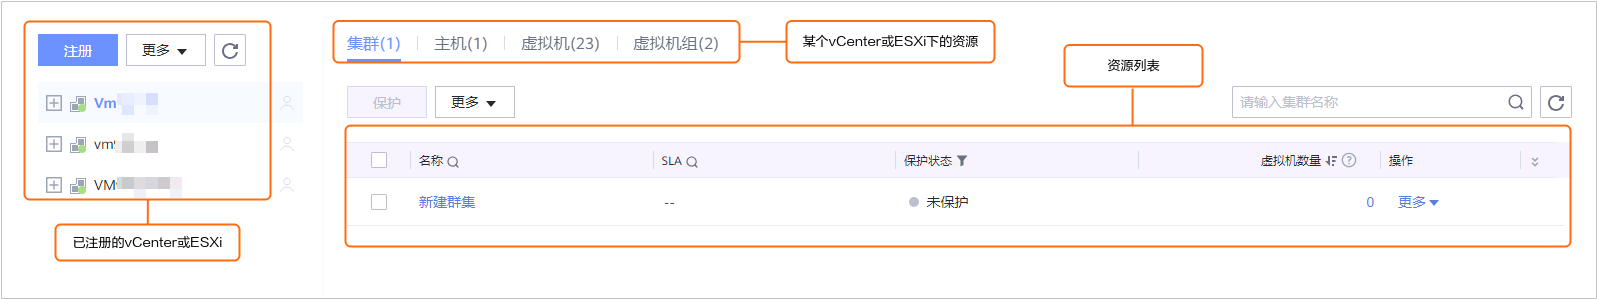 注册 更多
Vm
vm
VM
已注册的vCenter或ESXi
集群(1) 主机(1) 虚拟机(23) 虚拟机组(2)
某个vCenter或ESXi下的资源
资源列表
保护 更多
请输入集群名称
名称 SLA 保护状态 虚拟机数量 操作
新建群集 -- 未保护 0 更多